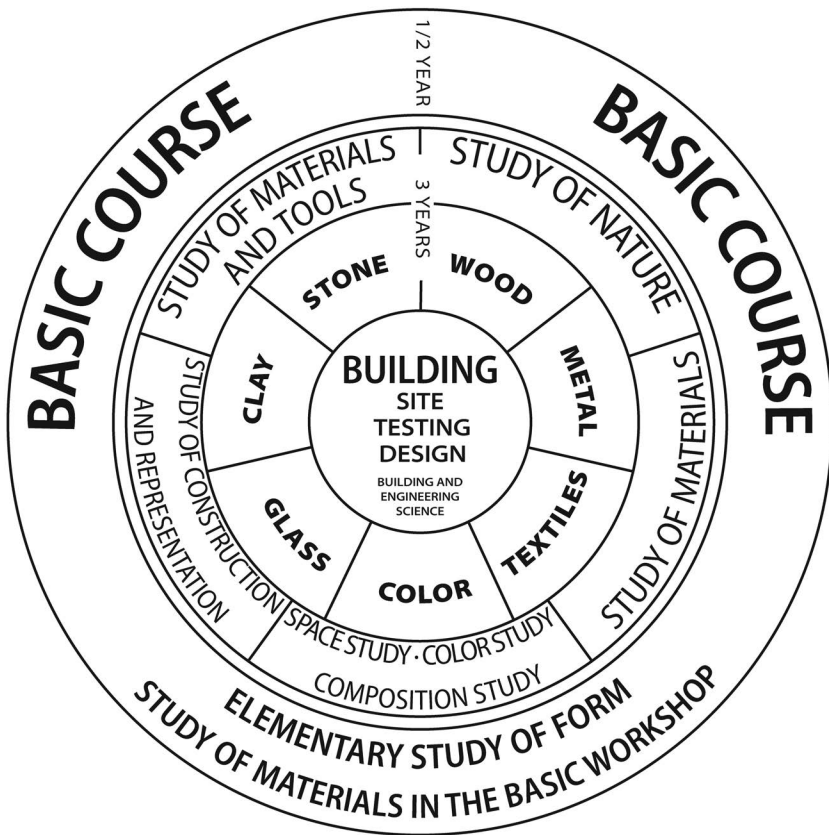 BASIC COURSE
1/2 YEAR
BASIC COURSE
STUDY OF MATERIALS
AND TOOLS
3 YEARS
STUDY OF NATURE
STONE
WOOD
CLAY
METAL
BUILDING
SITE
TESTING
DESIGN
BUILDING AND
ENGINEERING
SCIENCE
STUDY OF CONSTRUCTION
AND REPRESENTATION
STUDY OF MATERIALS
GLASS
TEXTILES
COLOR
SPACE STUDY · COLOR STUDY
COMPOSITION STUDY
ELEMENTARY STUDY OF FORM
STUDY OF MATERIALS IN THE BASIC WORKSHOP